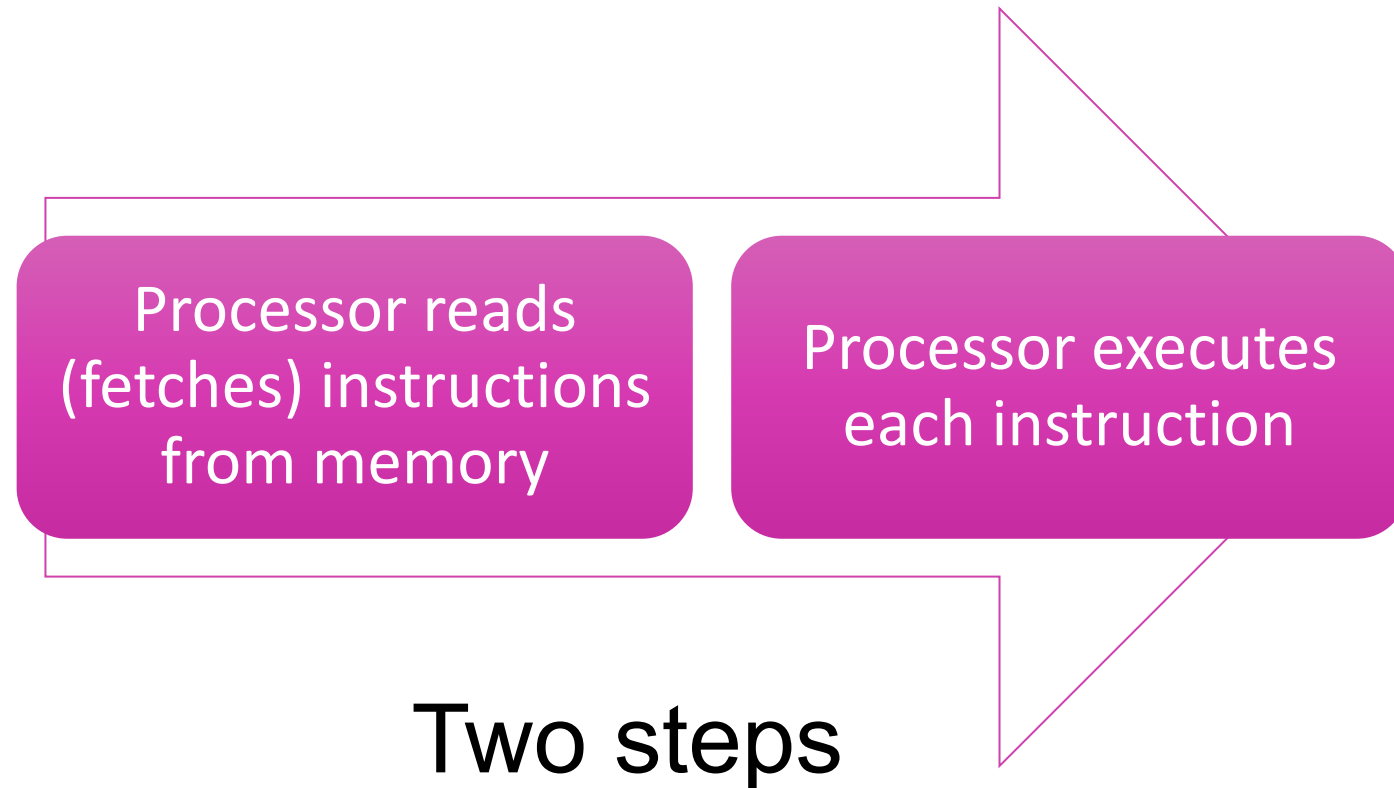 Processor reads
(fetches) instructions
from memory
Processor executes
each instruction
Two steps